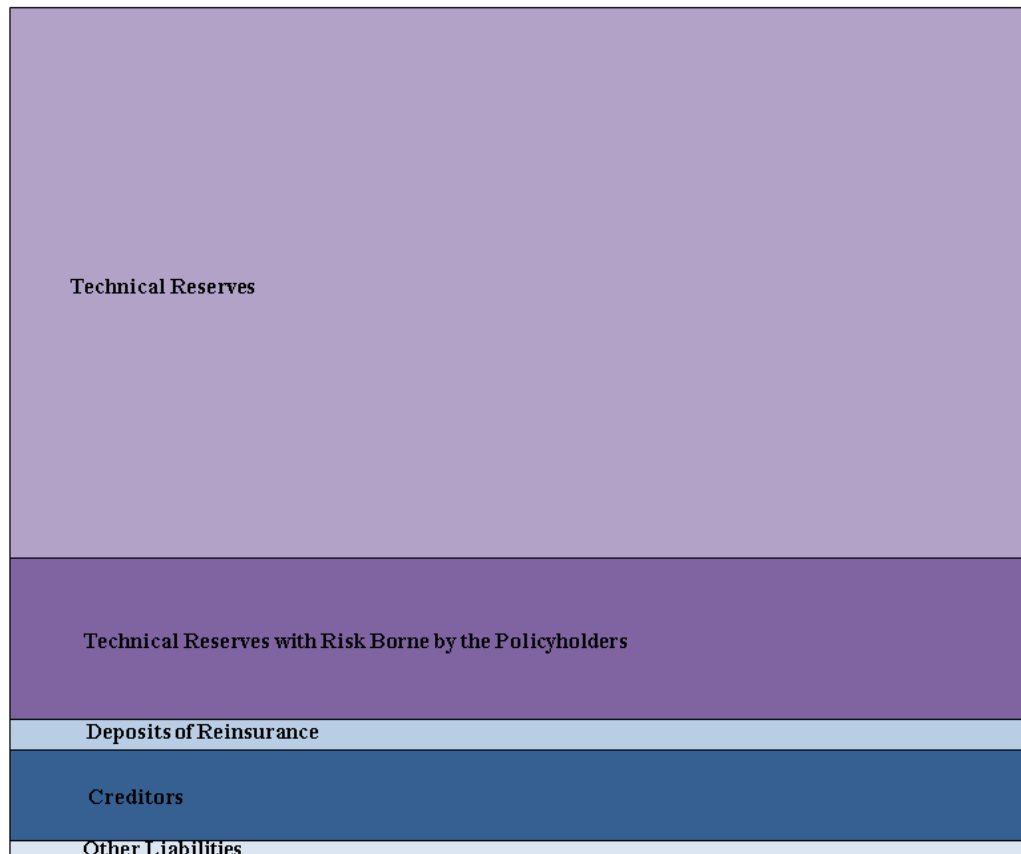 Technical Reserves
Technical Reserves with Risk Borne by the Policyholders
Deposits of Reinsurance
Creditors
Other Liabilities